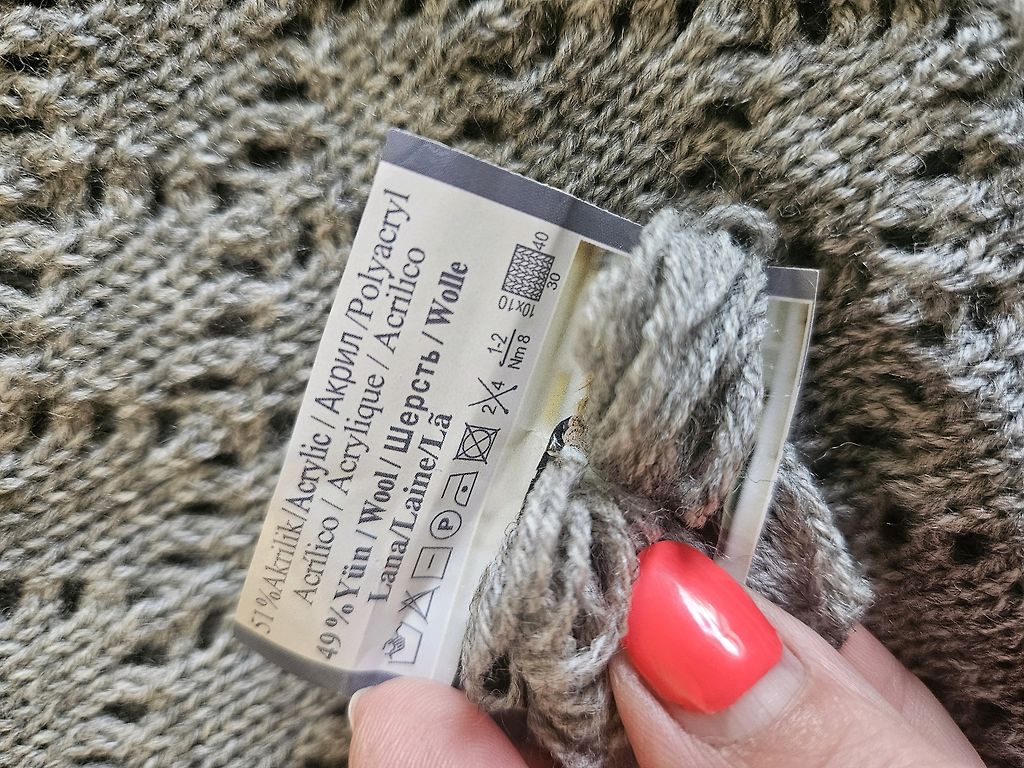 51%Akrilik/Acrylic/Акрил/Polyacryl
Acrílico/Acrylique/Acrilico
49%Yün/Wool/Шерсть/Wolle
Lana/Laine/Lã
P
2 4
1-2
Nm 8
10x10
30
40